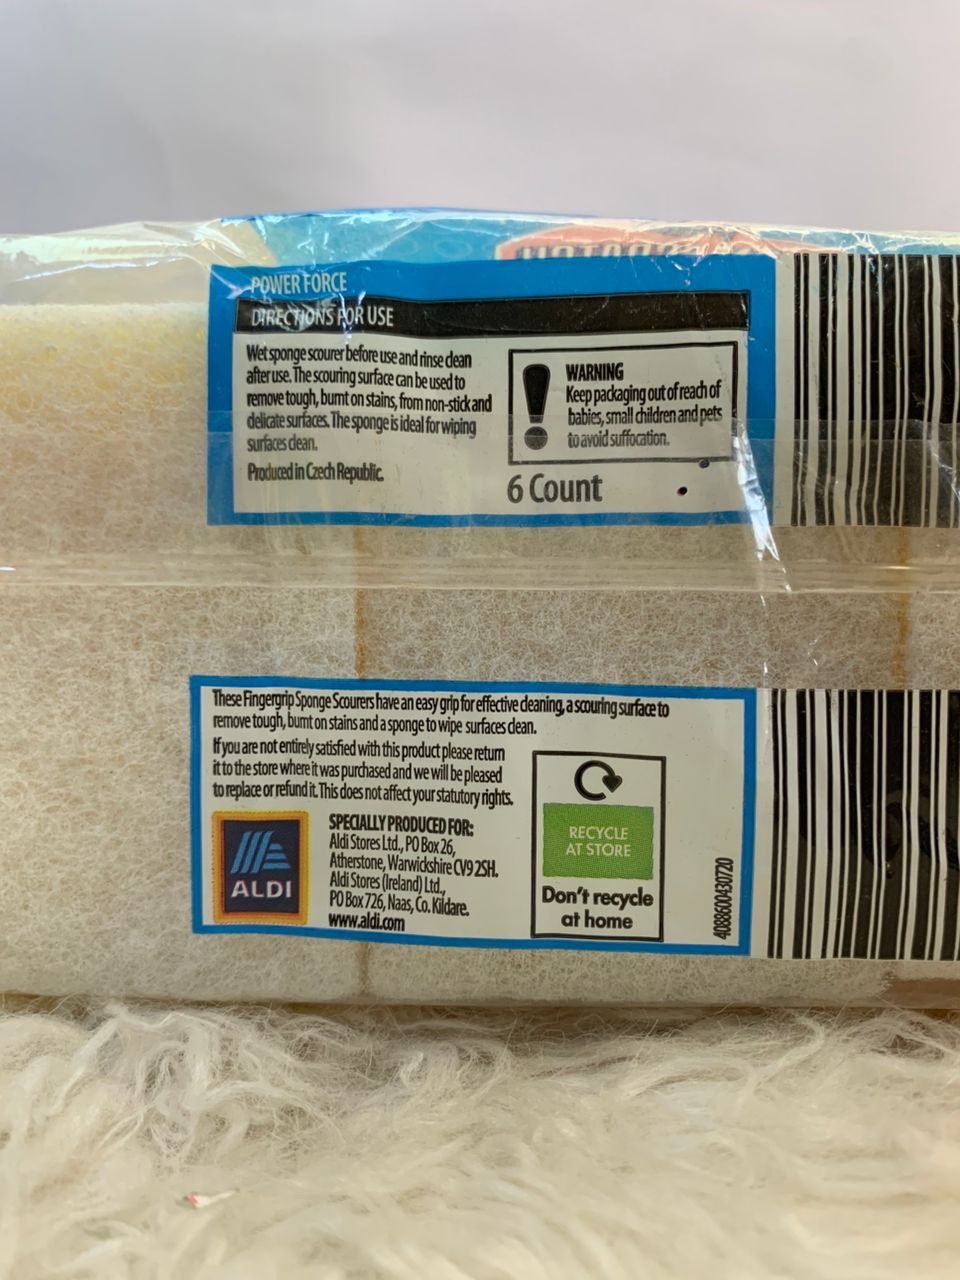 POWER FORCE
DIRECTIONS FOR USE
Wet sponge scourer before use and rinse clean
after use. The scouring surface can be used to
remove tough, burnt on stains, from non-stick and
delicate surfaces. The sponge is ideal for wiping
surfaces clean.
Produced in Czech Republic.
WARNING
Keep packaging out of reach of
babies, small children and pets
to avoid suffocation.
6 Count
These Fingergrip Sponge Scourers have an easy grip for effective cleaning, a scouring surface to
remove tough, burnt on stains and a sponge to wipe surfaces clean.
If you are not entirely satisfied with this product please return
it to the store where it was purchased and we will be pleased
to replace or refund it. This does not affect your statutory rights.
ALDI
SPECIALLY PRODUCED FOR:
Aldi Stores Ltd., PO Box 26,
Atherstone, Warwickshire CV9 2SH.
Aldi Stores (Ireland) Ltd.,
PO Box 726, Naas, Co. Kildare.
www.aldi.com
RECYCLE
AT STORE
Don't recycle
at home
4088600430720